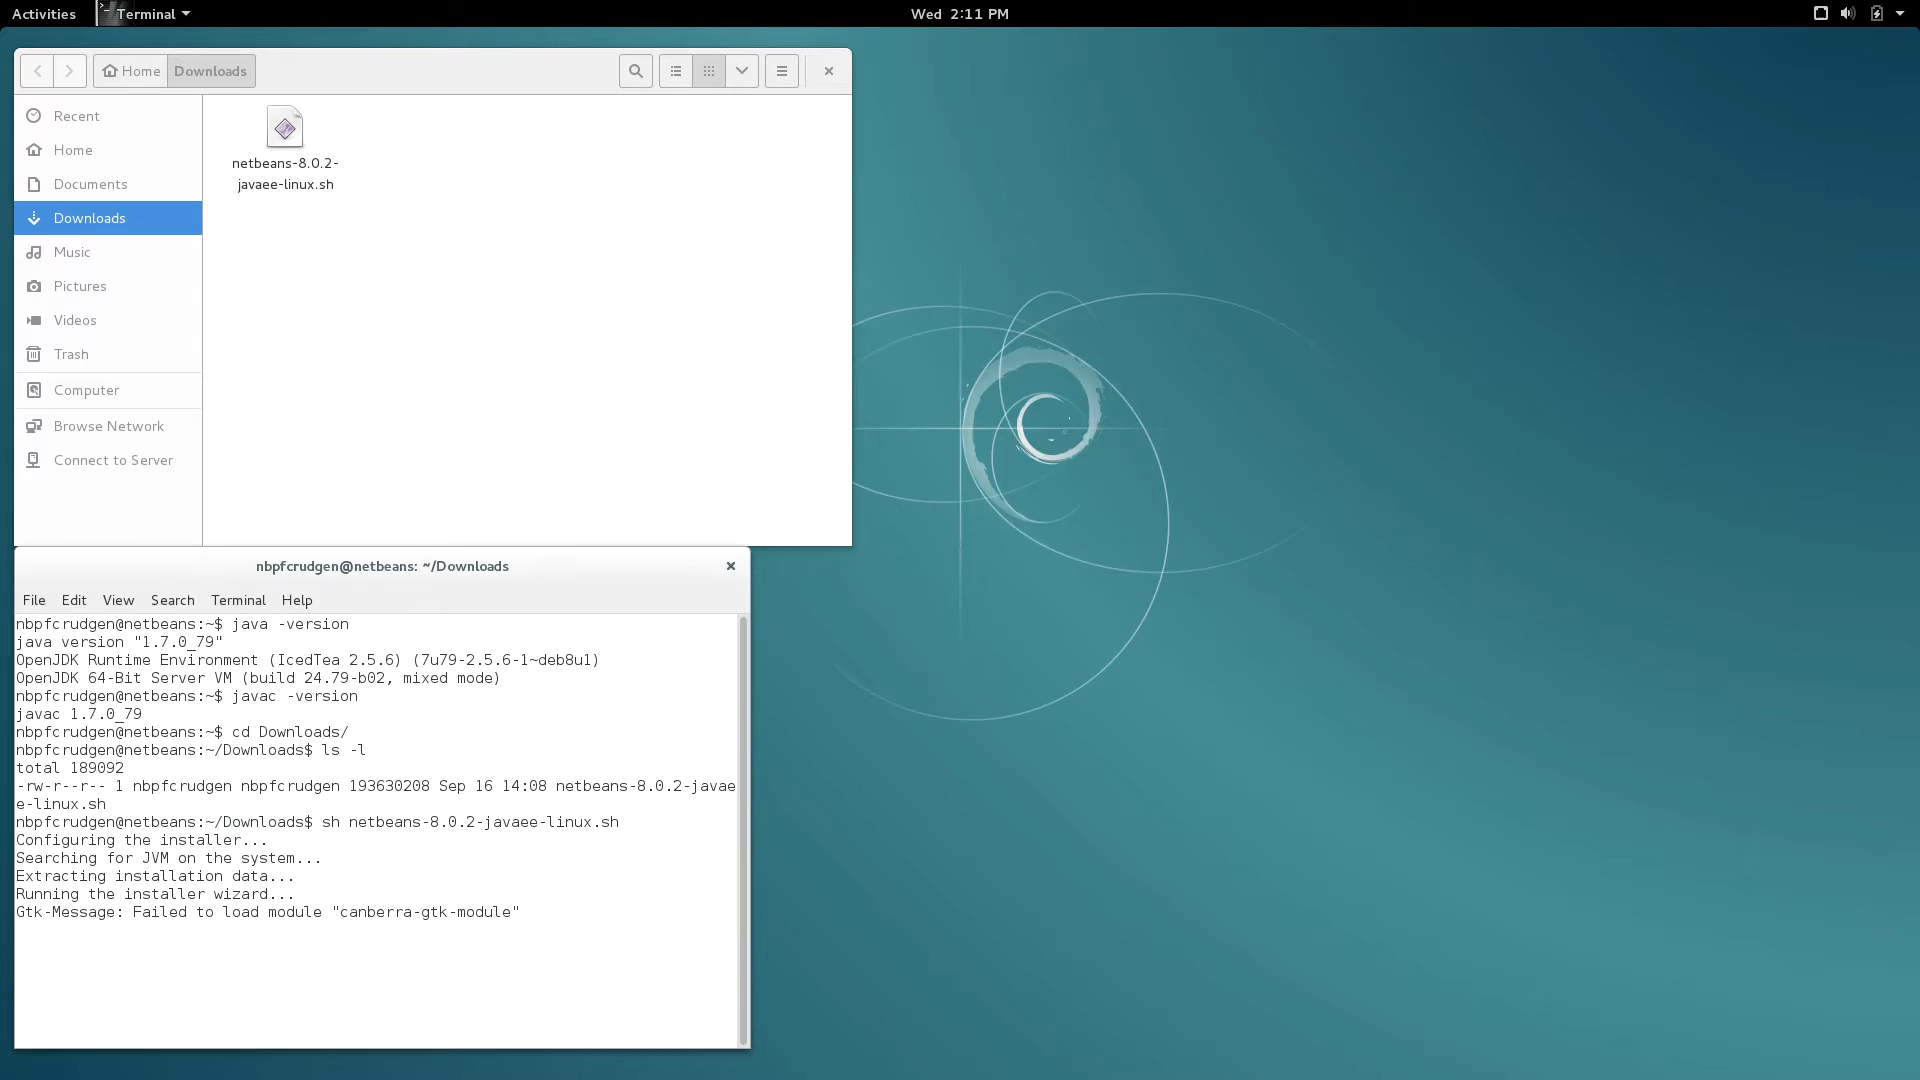 Activities
Terminal
Wed 2:11 PM
Home
Downloads
Recent
Home
Documents
Downloads
Music
Pictures
Videos
Trash
Computer
Browse Network
Connect to Server
netbeans-8.0.2-
javaee-linux.sh
nbpfcrudgen@netbeans: ~/Downloads
File Edit View Search Terminal Help
nbpfcrudgen@netbeans:~$ java -version
java version "1.7.0_79"
OpenJDK Runtime Environment (IcedTea 2.5.6) (7u79-2.5.6-1~deb8u1)
OpenJDK 64-Bit Server VM (build 24.79-b02, mixed mode)
nbpfcrudgen@netbeans:~$ javac -version
javac 1.7.0_79
nbpfcrudgen@netbeans:~$ cd Downloads/
nbpfcrudgen@netbeans:~/Downloads$ ls -l
total 189092
-rw-r--r-- 1 nbpfcrudgen nbpfcrudgen 193630208 Sep 16 14:08 netbeans-8.0.2-javae
e-linux.sh
nbpfcrudgen@netbeans:~/Downloads$ sh netbeans-8.0.2-javaee-linux.sh
Configuring the installer...
Searching for JVM on the system...
Extracting installation data...
Running the installer wizard...
Gtk-Message: Failed to load module "canberra-gtk-module"